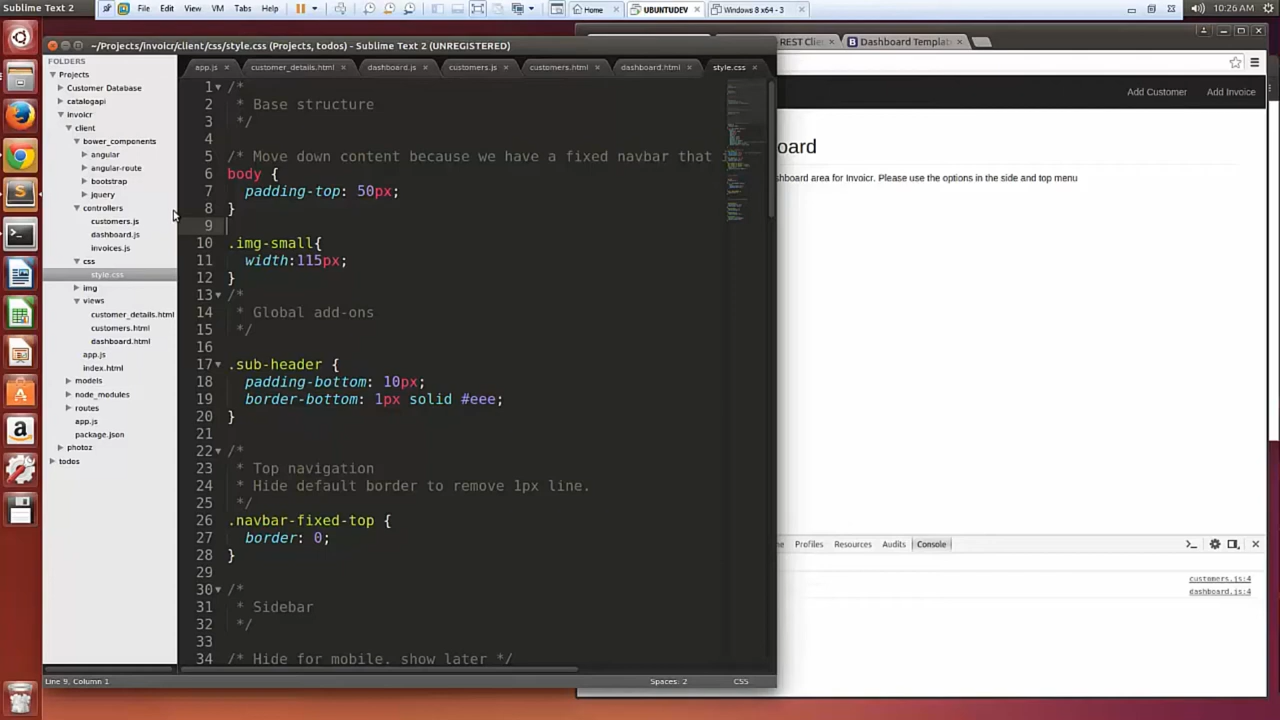 Sublime Text 2
File Edit View VM Tabs Help
Home
UBUNTUDEV
Windows 8 x64 - 3
10:26 AM
~/Projects/invoicr/client/css/style.css (Projects, todos) - Sublime Text 2 (UNREGISTERED)
REST Clie
Dashboard Templat
FOLDERS
Projects
Customer Database
catalogapi
invoicr
client
bower_components
angular
angular-route
bootstrap
jquery
controllers
customers.js
dashboard.js
invoices.js
css
style.css
img
views
customer_details.html
customers.html
dashboard.html
app.js
index.html
models
node_modules
routes
app.js
package.json
photoz
todos
app.js
customer_details.html
dashboard.js
customers.js
customers.html
dashboard.html
style.css
1 /*
2 * Base structure
3 */
4
5 /* Move down content because we have a fixed navbar that
6 body {
7 padding-top: 50px;
8 }
9
10 .img-small{
11 width:115px;
12 }
13 /*
14 * Global add-ons
15 */
16
17 .sub-header {
18 padding-bottom: 10px;
19 border-bottom: 1px solid #eee;
20 }
21
22 /*
23 * Top navigation
24 * Hide default border to remove 1px line.
25 */
26 .navbar-fixed-top {
27 border: 0;
28 }
29
30 /*
31 * Sidebar
32 */
33
34 /* Hide for mobile, show later */
Line 9, Column 1
Spaces: 2
CSS
Add Customer
Add Invoice
oard
shboard area for Invoicr. Please use the options in the side and top menu
Profiles
Resources
Audits
Console
customers.js:4
dashboard.js:4